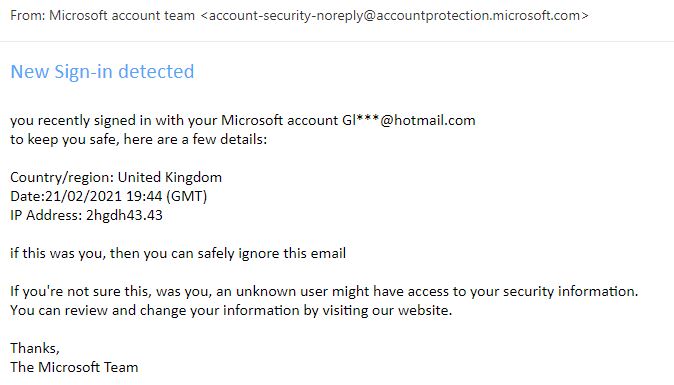 From: Microsoft account team <account-security-noreply@accountprotection.microsoft.com>
New Sign-in detected
you recently signed in with your Microsoft account Gl***@hotmail.com
to keep you safe, here are a few details:
Country/region: United Kingdom
Date:21/02/2021 19:44 (GMT)
IP Address: 2hgdh43.43
if this was you, then you can safely ignore this email
If you're not sure this, was you, an unknown user might have access to your security information.
You can review and change your information by visiting our website.
Thanks,
The Microsoft Team